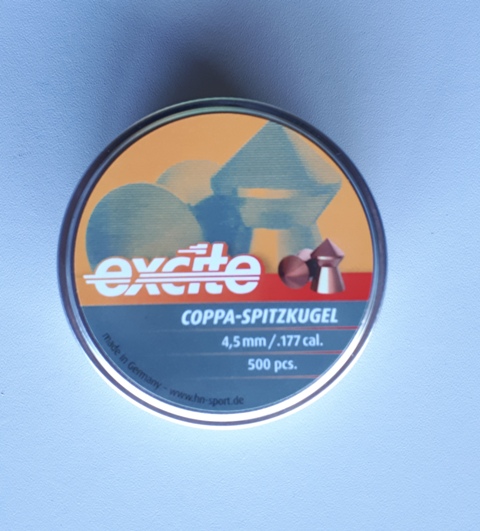 excite
COPPA-SPITZKUGEL
4,5 mm / .177 cal.
500 pcs.
made in Germany - www.hn-sport.de